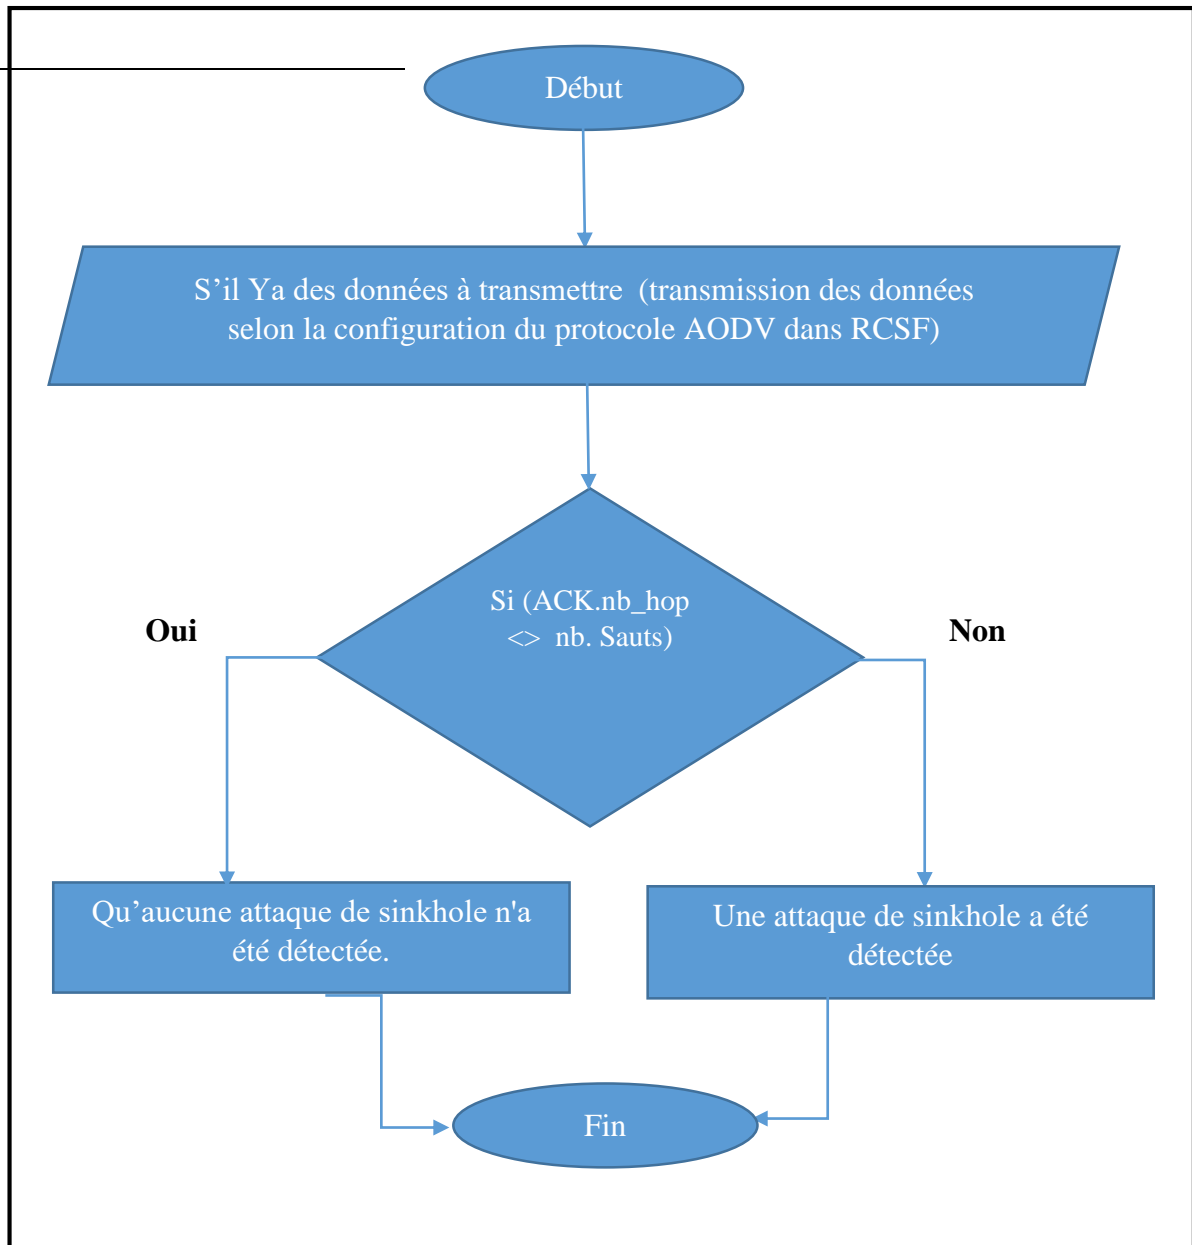 Début
S’il Ya des données à transmettre (transmission des données
selon la configuration du protocole AODV dans RCSF)
Si (ACK.nb_hop
<> nb. Sauts)
Oui
Non
Qu’aucune attaque de sinkhole n'a
été détectée.
Une attaque de sinkhole a été
détectée
Fin